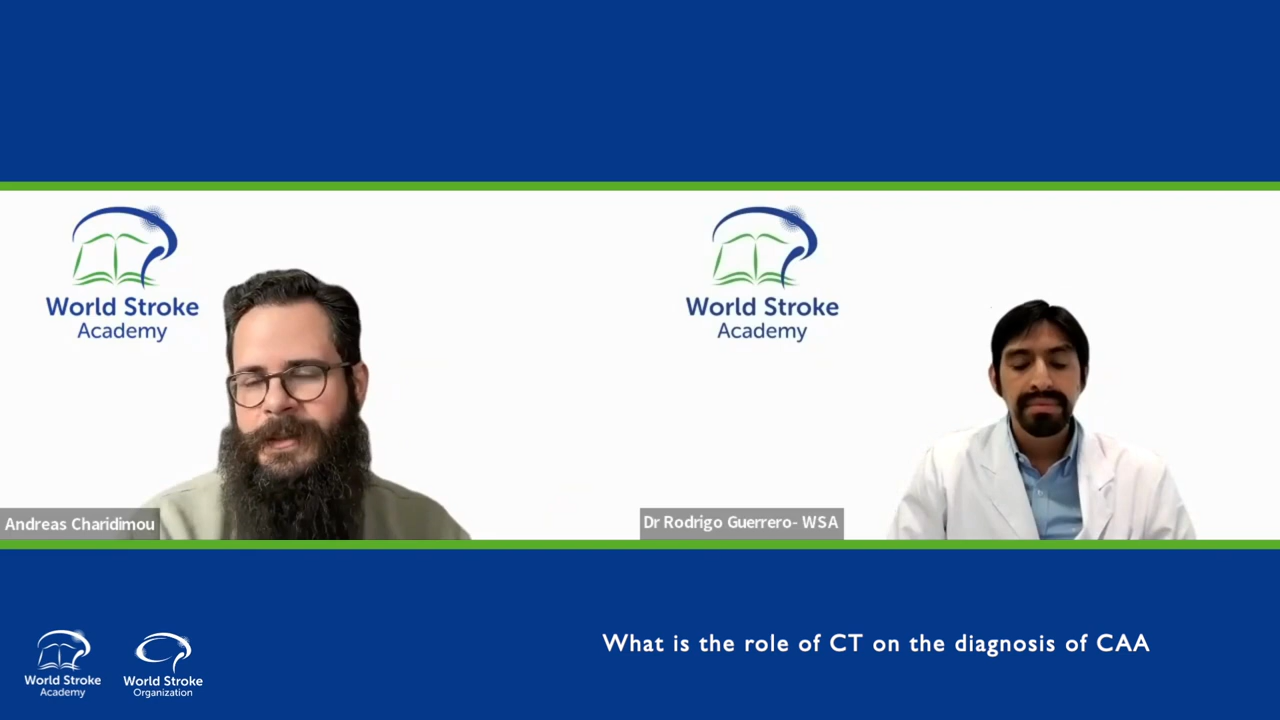 World Stroke
Academy
World Stroke
Academy
Andreas Charidimou
Dr Rodrigo Guerrero- WSA
What is the role of CT on the diagnosis of CAA
World Stroke
Academy
World Stroke
Organization